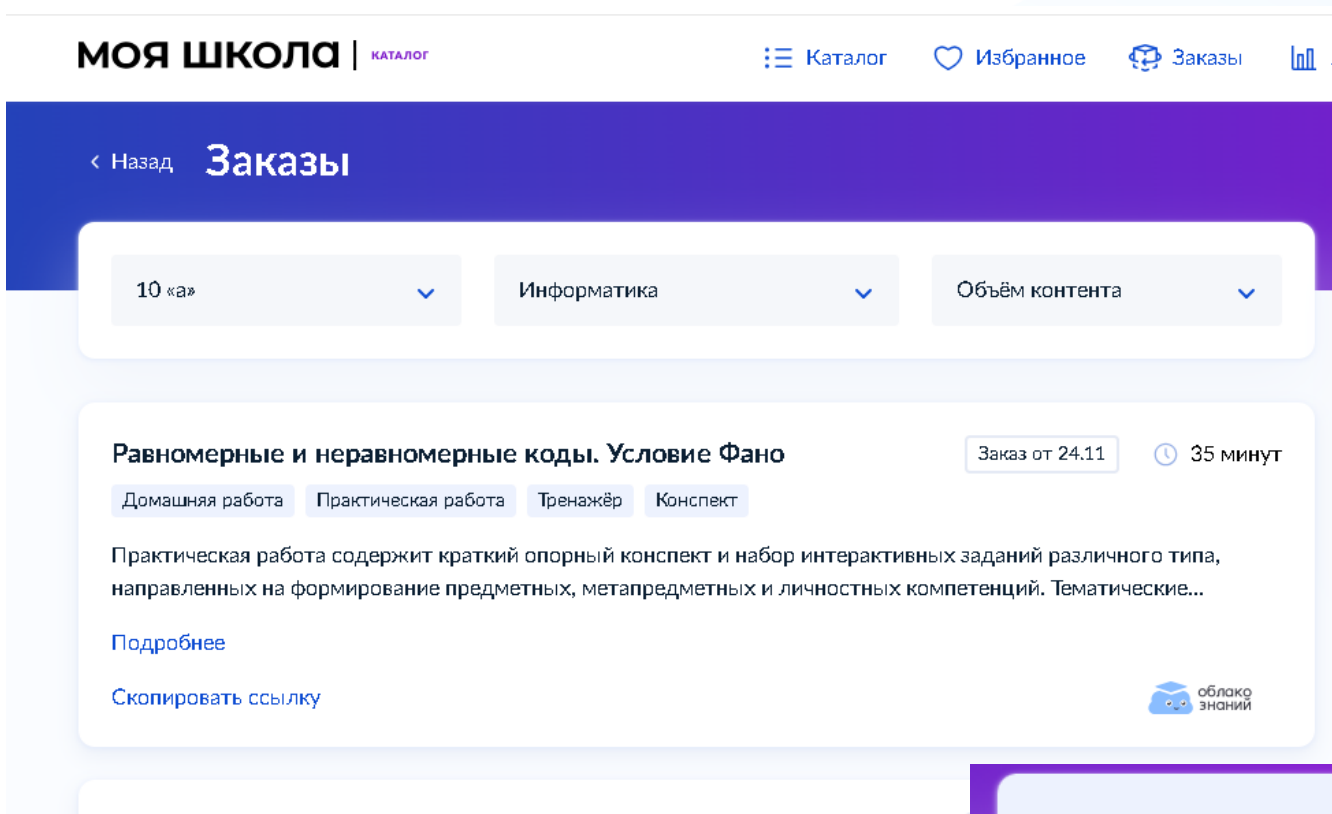 МОЯ ШКОЛА | КАТАЛОГ
Каталог
Избранное
Заказы
Назад
Заказы
10 «а»
Информатика
Объём контента
Равномерные и неравномерные коды. Условие Фано
Заказ от 24.11
35 минут
Домашняя работа
Практическая работа
Тренажёр
Конспект
Практическая работа содержит краткий опорный конспект и набор интерактивных заданий различного типа,
направленных на формирование предметных, метапредметных и личностных компетенций. Тематические...
Подробнее
Скопировать ссылку
облако
знаний